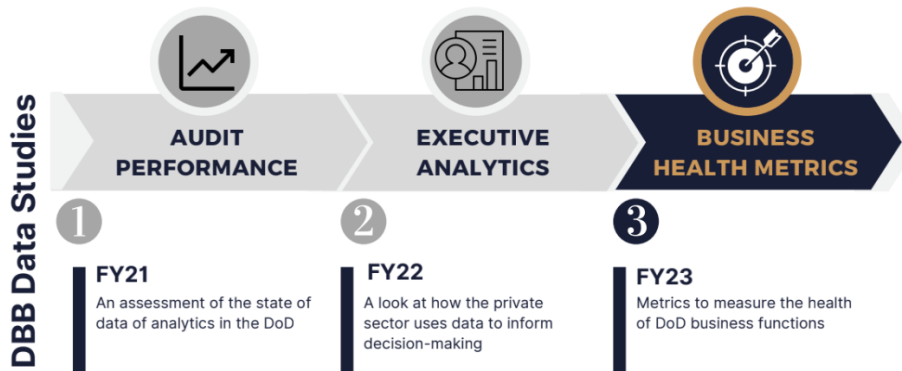 DBB Data Studies
AUDIT
PERFORMANCE
EXECUTIVE
ANALYTICS
BUSINESS
HEALTH METRICS
1
FY21
An assessment of the state of
data of analytics in the DoD
2
FY22
A look at how the private
sector uses data to inform
decision-making
3
FY23
Metrics to measure the health
of DoD business functions